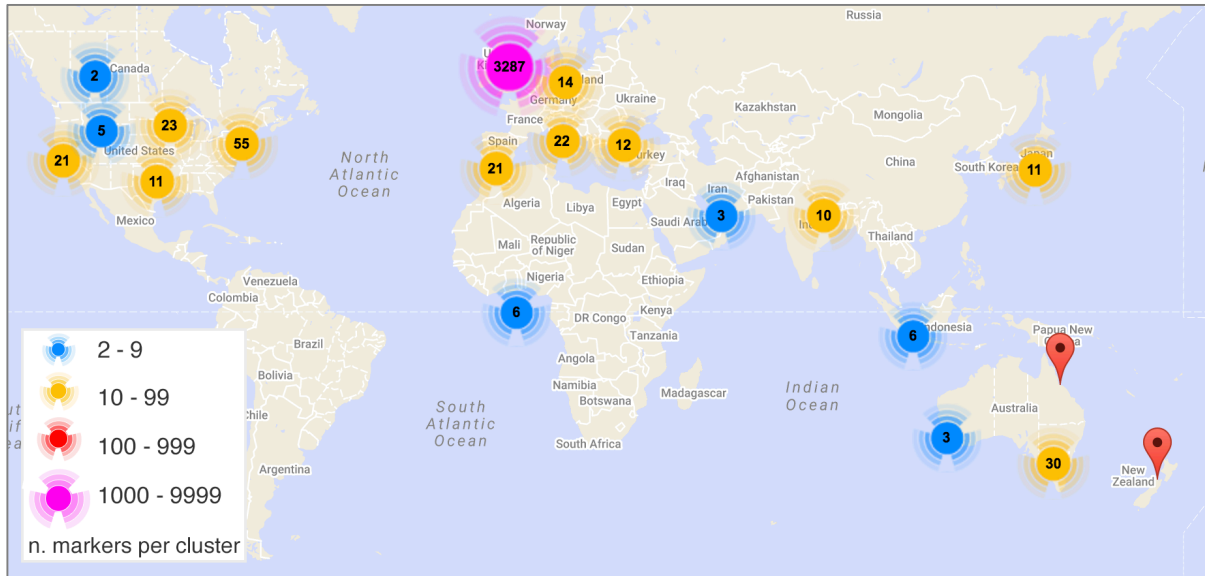 Russia
Norway
Canada
2
3287
14
land
Germany
Ukraine
Kazakhstan
Mongolia
France
5
23
United States
55
21
Spain
22
12
Turkey
North
Atlantic
Ocean
China
South Korea
Japan
11
21
11
Iraq
Iran
Afghanistan
Pakistan
Algeria
Libya
Egypt
Saudi Arab
3
10
Mexico
Mali
Republic
of Niger
Sudan
Thailand
Nigeria
Ethiopia
Venezuela
Colombia
6
DR Congo
Kenya
Tanzania
6
ndonesia
Papua New
Brazil
Angola
Bolivia
Namibia
Botswana
Madagascar
Indian
Ocean
Australia
Chile
South
Atlantic
Ocean
South Africa
3
30
Argentina
New
Zealand
2 - 9
10 - 99
100 - 999
1000 - 9999
n. markers per cluster